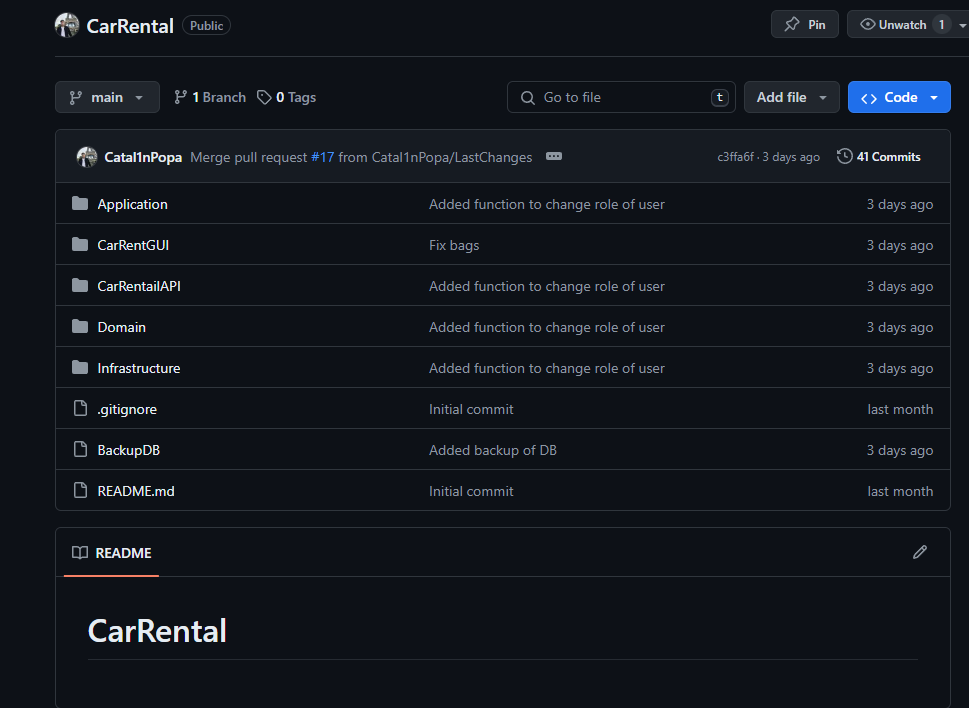 CarRental Public Pin Unwatch 1
main 1 Branch 0 Tags Go to file t Add file Code
Catal1nPopa Merge pull request #17 from Catal1nPopa/LastChanges c3ffa6f · 3 days ago 41 Commits
Application Added function to change role of user 3 days ago
CarRentGUI Fix bags 3 days ago
CarRentailAPI Added function to change role of user 3 days ago
Domain Added function to change role of user 3 days ago
Infrastructure Added function to change role of user 3 days ago
.gitignore Initial commit last month
BackupDB Added backup of DB 3 days ago
README.md Initial commit last month
README
CarRental